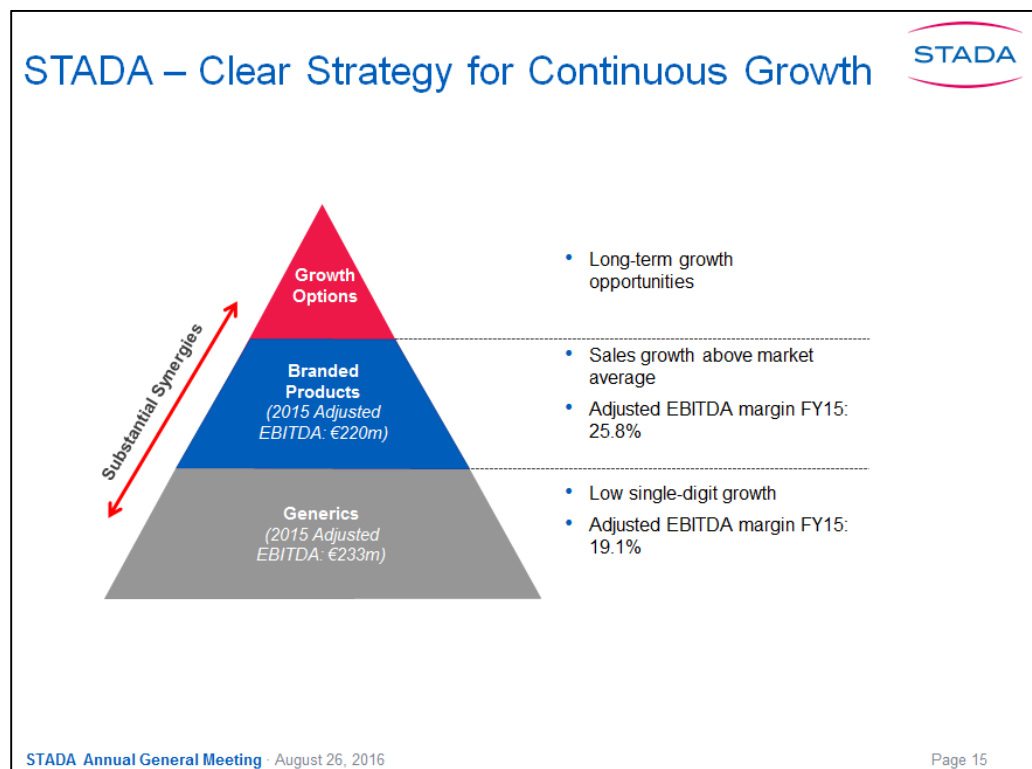 STADA – Clear Strategy for Continuous Growth
STADA
Growth
Options
• Long-term growth
opportunities
Substantial Synergies
Branded
Products
(2015 Adjusted
EBITDA: €220m)
• Sales growth above market
average
• Adjusted EBITDA margin FY15:
25.8%
Generics
(2015 Adjusted
EBITDA: €233m)
• Low single-digit growth
• Adjusted EBITDA margin FY15:
19.1%
STADA Annual General Meeting · August 26, 2016
Page 15